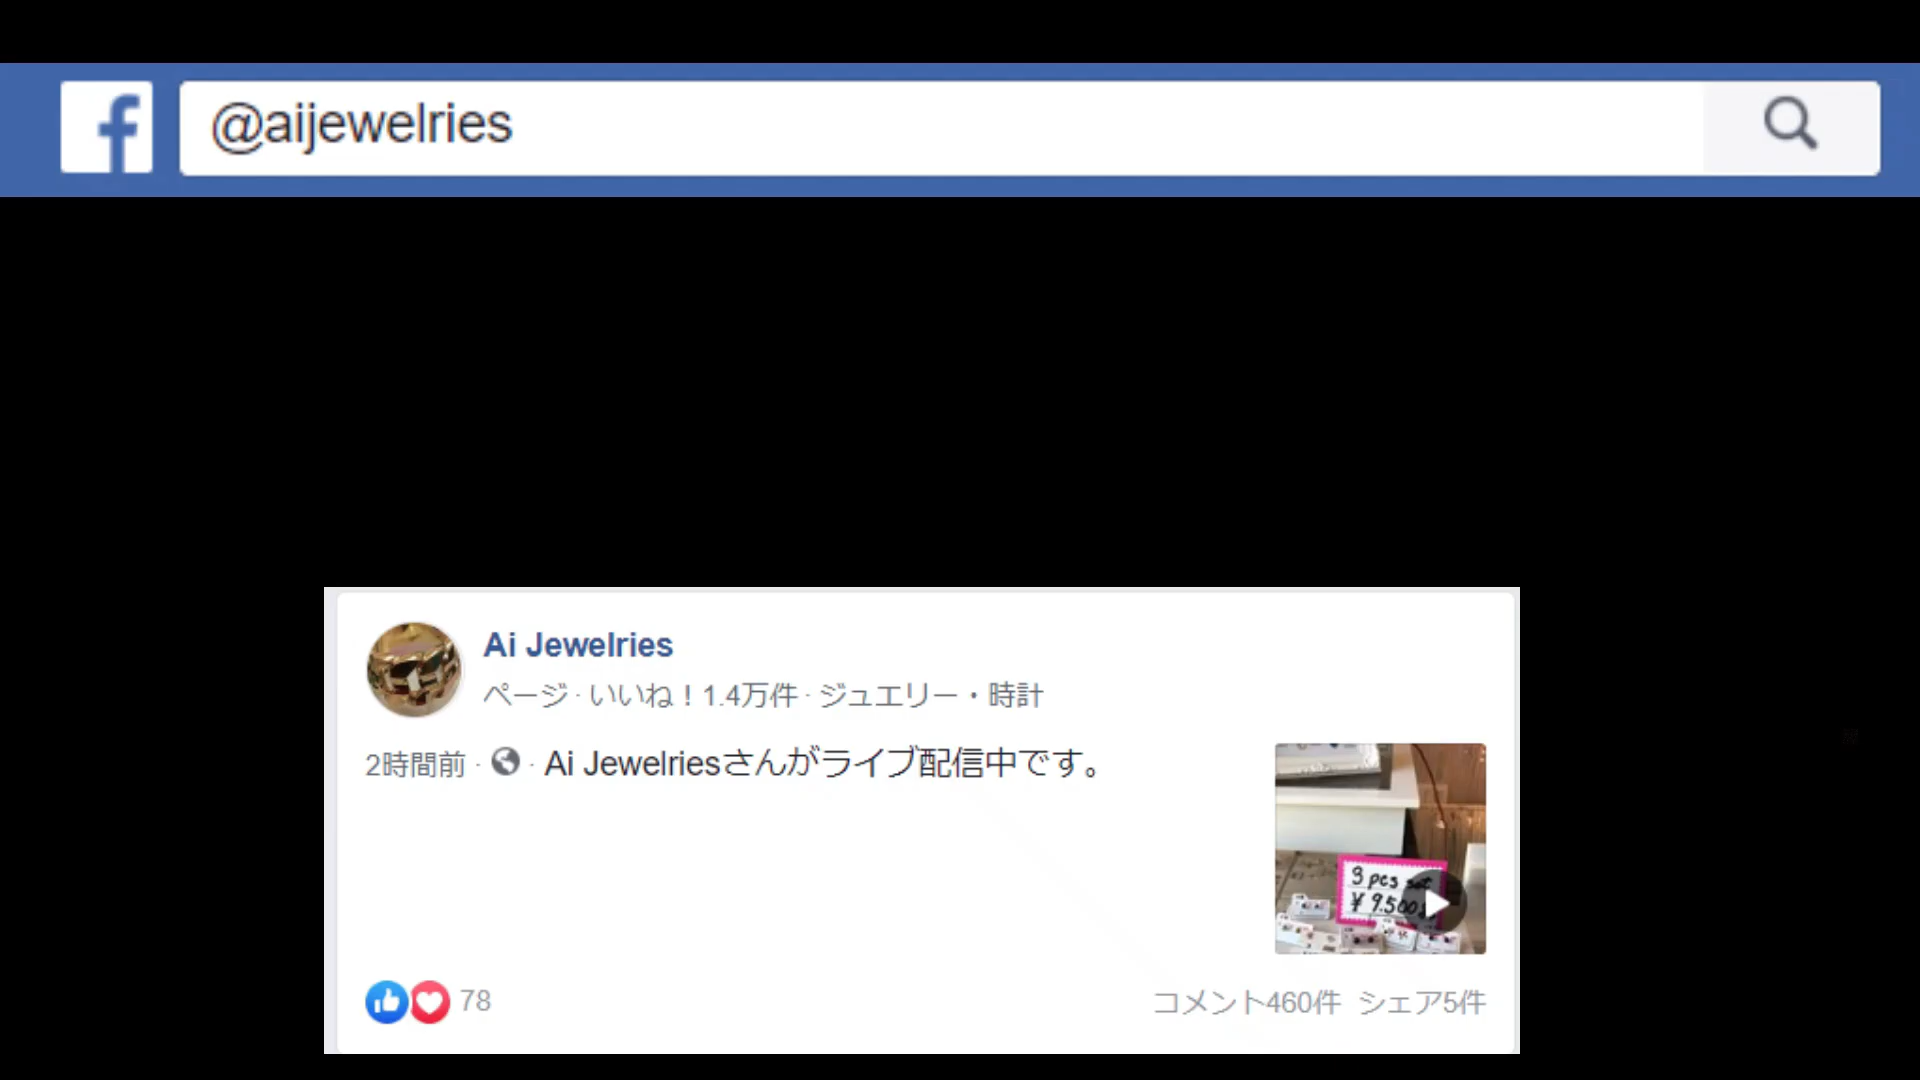 @aijewelries
Ai Jewelries
ページ · いいね！1.4万件 · ジュエリー・時計
2時間前 · Ai Jewelriesさんがライブ配信中です。
3 pcs set
¥ 9.500
78
コメント460件 シェア5件